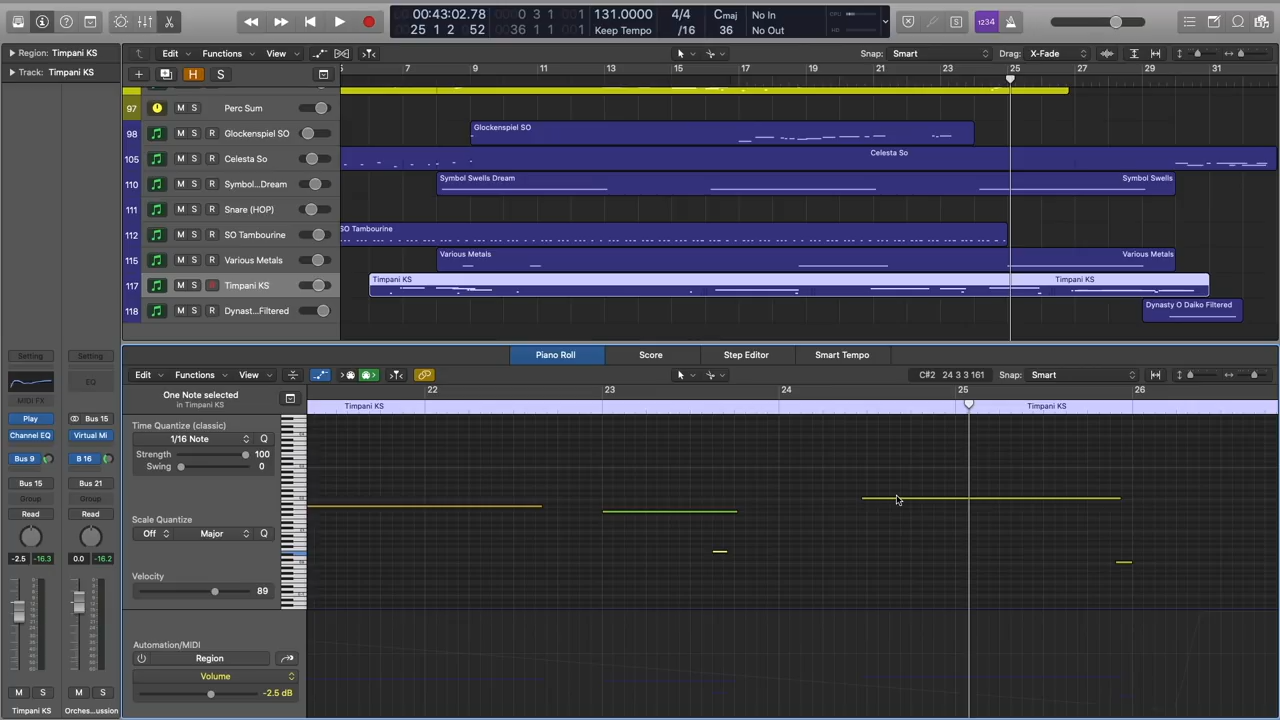 00:43:02.78 0 3 1 1 131.0000 4/4 Cmaj No In CPU 1234
25 1 2 52 36 1 1 1 Keep Tempo /16 36 No Out
Region: Timpani KS Edit Functions View Snap: Smart Drag: X-Fade
Track: Timpani KS H S 7 9 11 13 15 17 19 21 23 25 27 29 31
97 M S Perc Sum
98 M S R Glockenspiel SO Glockenspiel SO
105 M S R Celesta So Celesta So
110 M S R Symbol...Dream Symbol Swells Dream Symbol Swells
111 M S R Snare (HOP)
112 M S R SO Tambourine SO Tambourine
115 M S R Various Metals Various Metals Various Metals
117 M S R Timpani KS Timpani KS Timpani KS
118 M S R Dynast...Filtered Dynasty O Daiko Filtered
Piano Roll Score Step Editor Smart Tempo
Edit Functions View C#2 24 3 3 161 Snap: Smart
22 23 24 25 26
One Note selected
in Timpani KS
Timpani KS Timpani KS
Time Quantize (classic)
1/16 Note Q
Strength 100
Swing 0
Scale Quantize
Off Major Q
Velocity
89
Automation/MIDI
Region
Volume
-2.5 dB
Setting Setting
EQ
MIDI FX
Play Bus 15
Channel EQ Virtual Mi
Bus 9 B 16
Bus 15 Bus 21
Group Group
Read Read
-2.5 -16.3 0.0 -16.2
M S M S
Timpani KS Orches...ussion